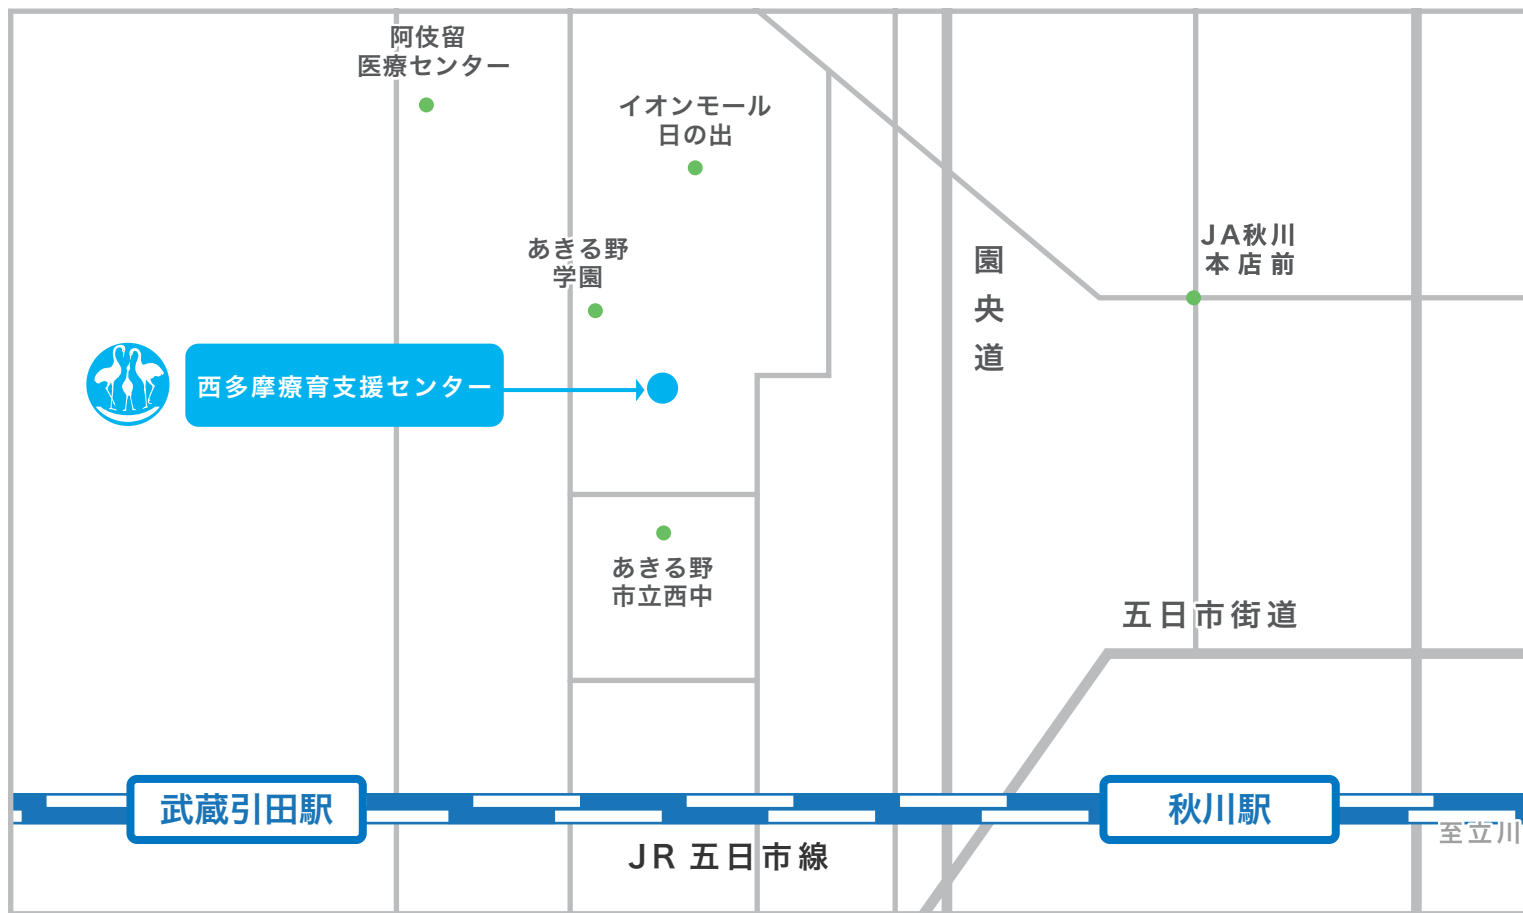 阿伎留
医療センター
イオンモール
日の出
あきる野
学園
JA秋川
本店前
園央道
西多摩療育支援センター
あきる野
市立西中
五日市街道
武蔵引田駅
秋川駅
至立川
JR 五日市線